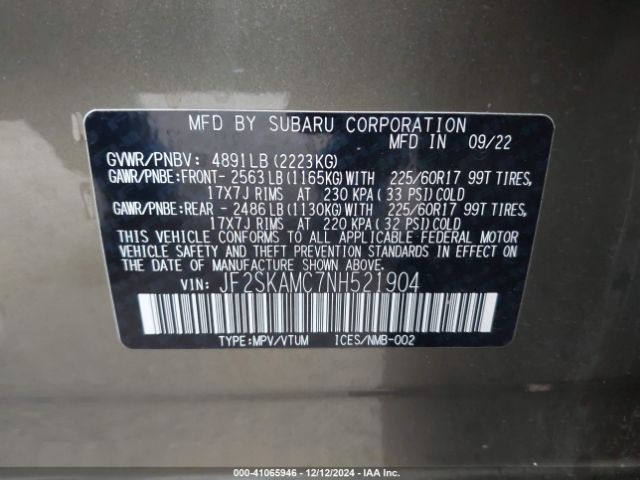 MFD BY SUBARU CORPORATION
MFD IN 09/22
GVWR/PNBV: 4891LB(2223KG)
GAWR/PNBE:FRONT- 2563LB(1165KG)WITH 225/60R17 99T TIRES,
17X7J RIMS AT 230 KPA(33 PSI)COLD
GAWR/PNBE:REAR - 2486LB(1130KG)WITH 225/60R17 99T TIRES,
17X7J RIMS AT 220 KPA(32 PSI)COLD
THIS VEHICLE CONFORMS TO ALL APPLICABLE FEDERAL MOTOR
VEHICLE SAFETY AND THEFT PREVENTION STANDARDS IN EFFECT
ON THE DATE OF MANUFACTURE SHOWN ABOVE.
VIN: JF2SKAMC7NH521904
TYPE:MPV/VTUM ICES/NMB-002
000-41065946 - 12/12/2024 - IAA Inc.